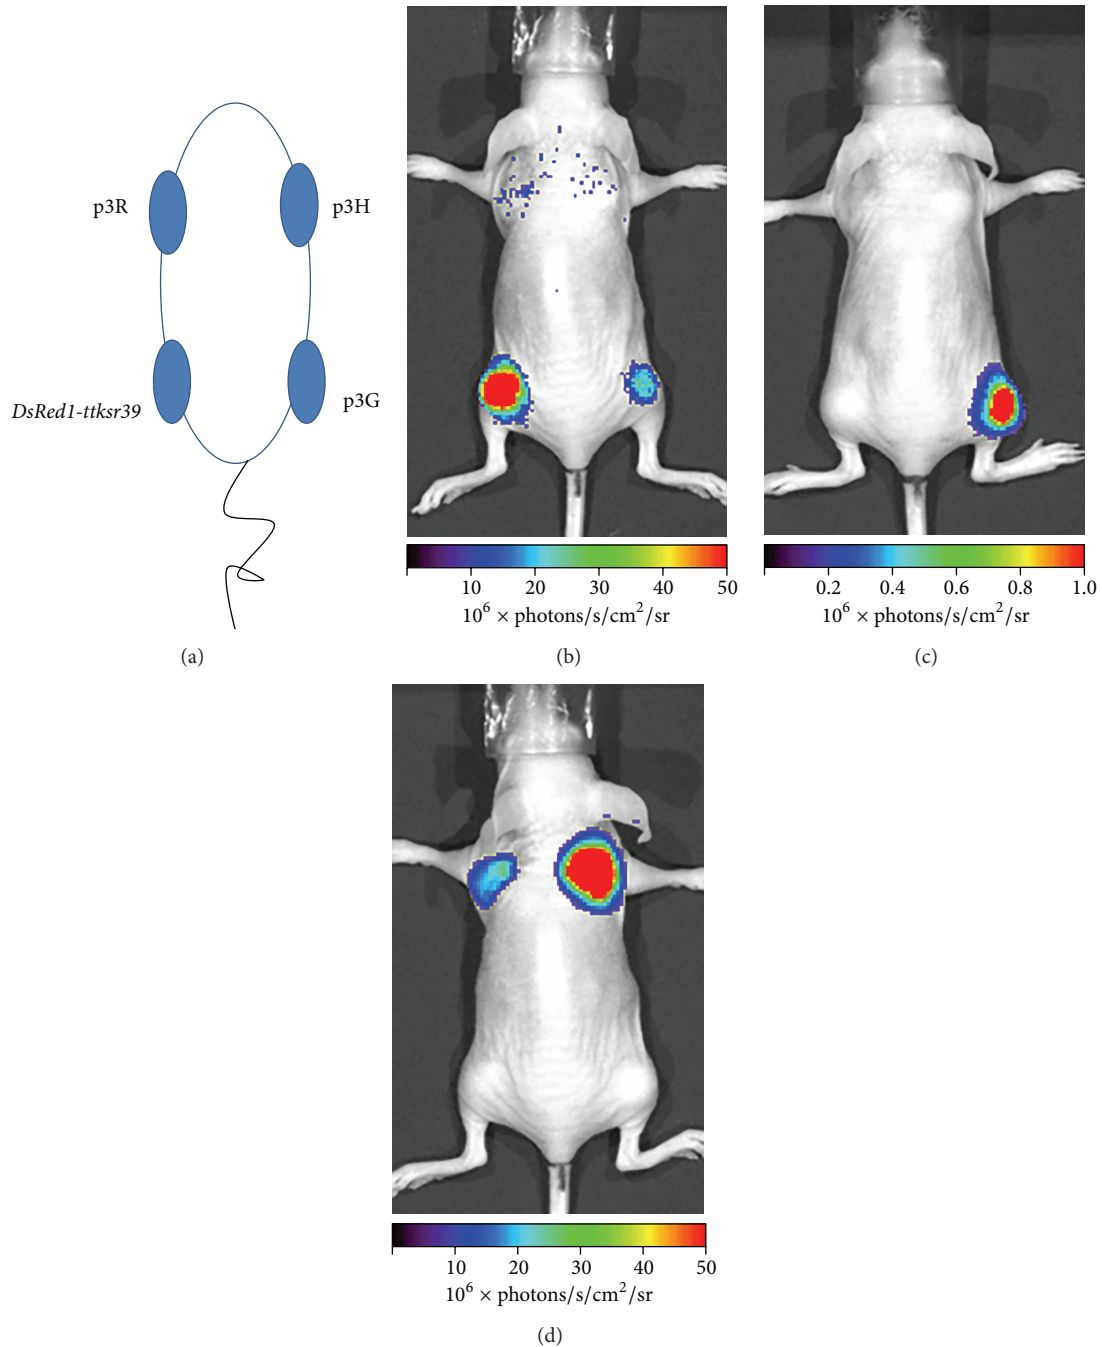 p3R
p3H
DsRed1-ttksr39
p3G
(a)
10 20 30 40 50
10⁶ × photons/s/cm²/sr
(b)
0.2 0.4 0.6 0.8 1.0
10⁶ × photons/s/cm²/sr
(c)
10 20 30 40 50
10⁶ × photons/s/cm²/sr
(d)